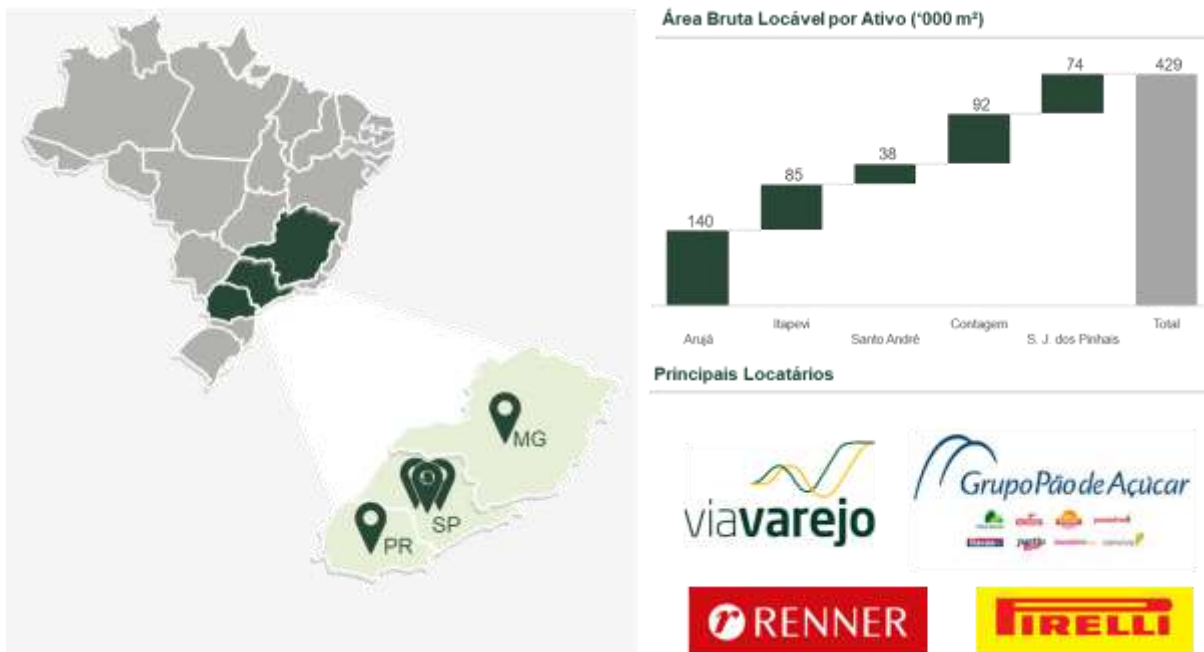 Área Bruta Locável por Ativo ('000 m²)
74
429
92
38
85
140
Arujá
Itapevi
Santo André
Contagem
S. J. dos Pinhais
Total
Principais Locatários
MG
SP
PR
viavarejo
Grupo Pão de Açúcar
RENNER
PIRELLI